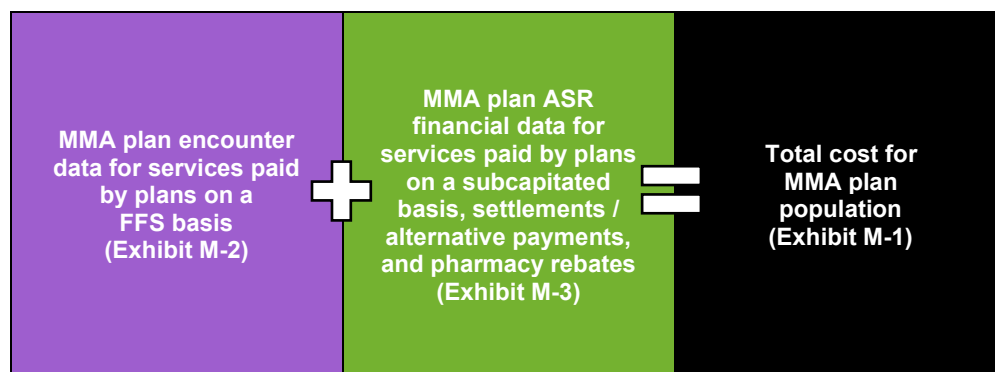 MMA plan encounter
data for services paid
by plans on a
FFS basis
(Exhibit M-2)
MMA plan ASR
financial data for
services paid by plans
on a subcapitated
basis, settlements /
alternative payments,
and pharmacy rebates
(Exhibit M-3)
Total cost for
MMA plan
population
(Exhibit M-1)